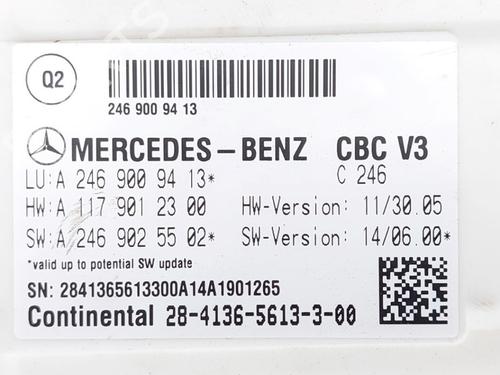 Q2
246 900 94 13
MERCEDES-BENZ CBC V3
LU:A 246 900 94 13* C 246
HW:A 117 901 23 00 HW-Version: 11/30.05
SW:A 246 902 55 02* SW-Version: 14/06.00*
*valid up to potential SW update
SN: 2841365613300A14A1901265
Continental 28-4136-5613-3-00